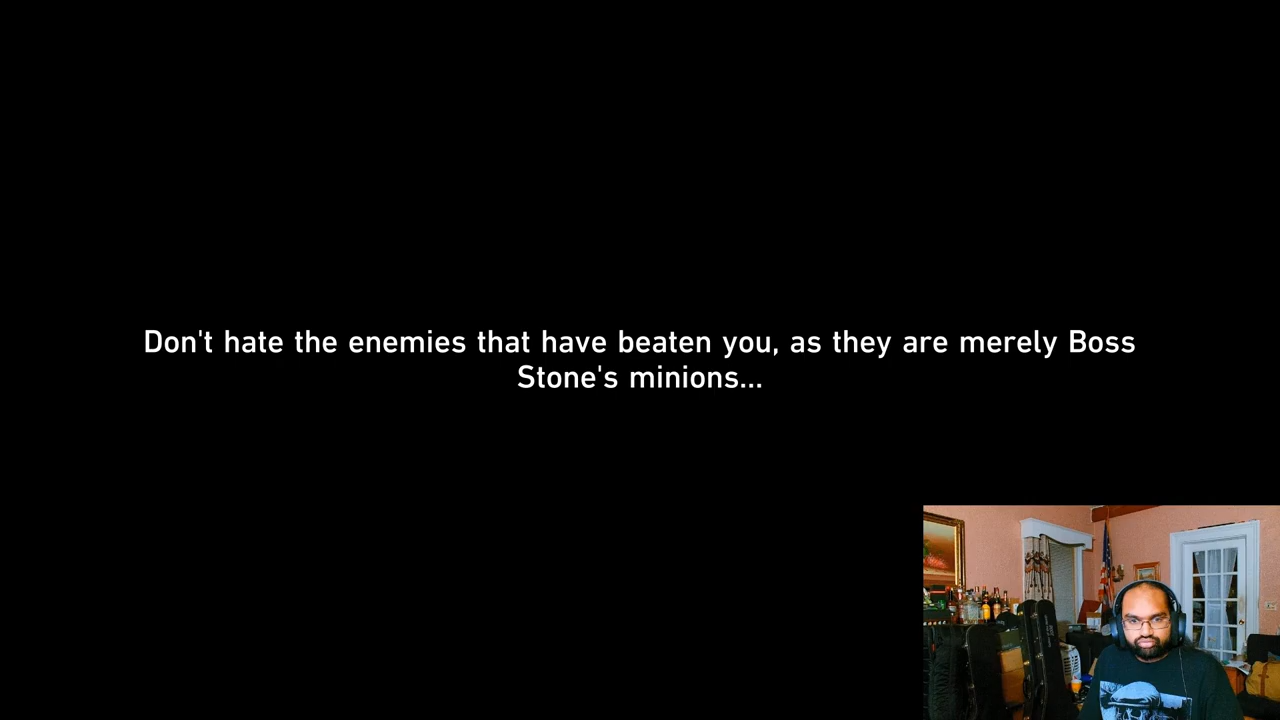 Don't hate the enemies that have beaten you, as they are merely Boss
Stone's minions...